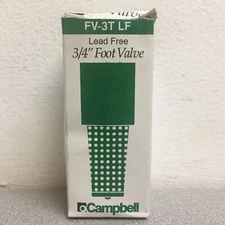 FV-3T LF
Lead Free
3/4" Foot Valve
Campbell